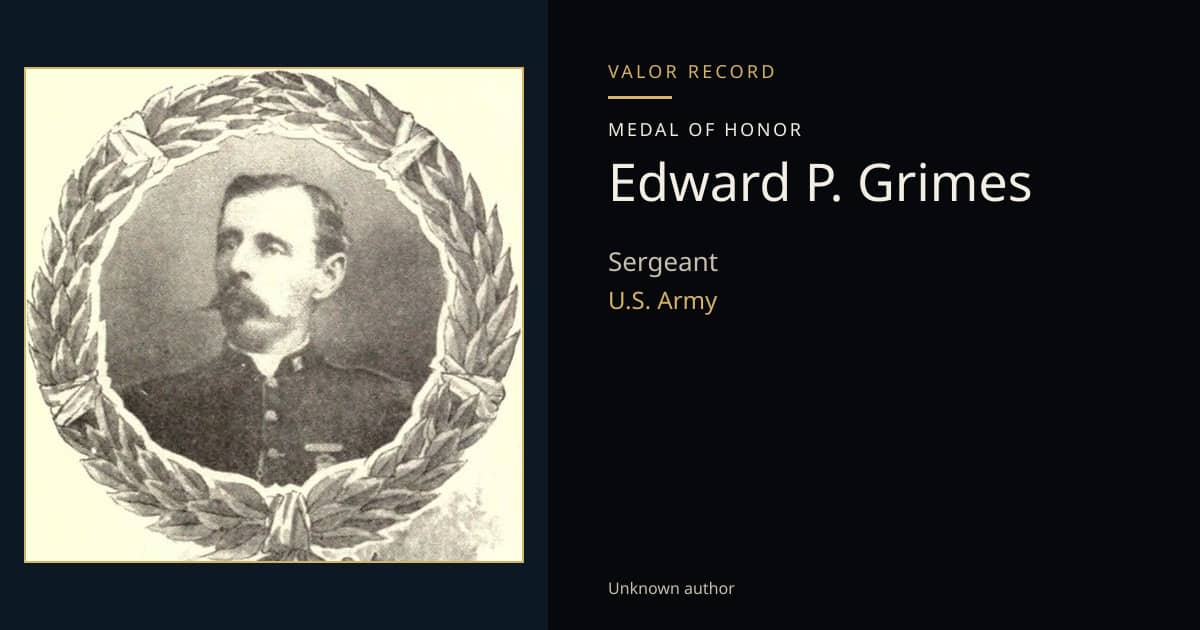 VALOR RECORD
MEDAL OF HONOR
Edward P. Grimes
Sergeant
U.S. Army
Unknown author